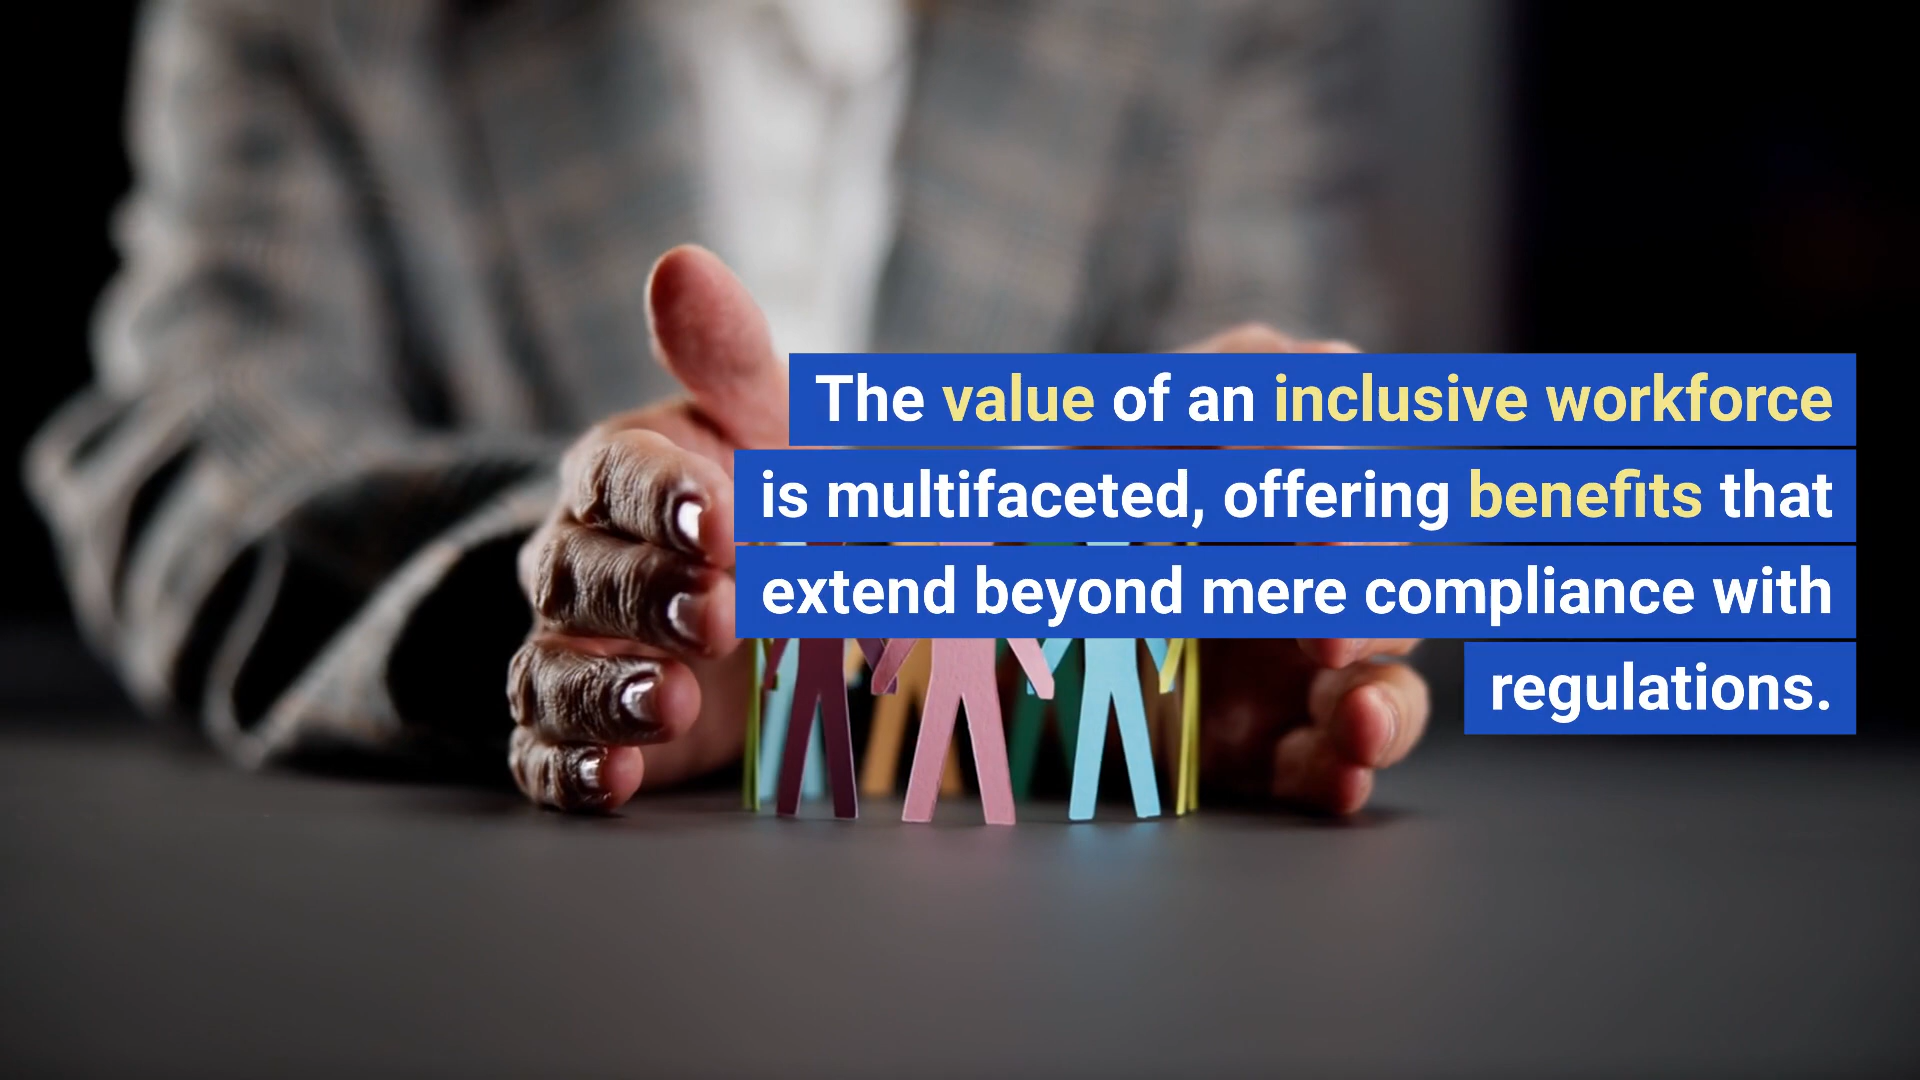 The value of an inclusive workforce
is multifaceted, offering benefits that
extend beyond mere compliance with
regulations.